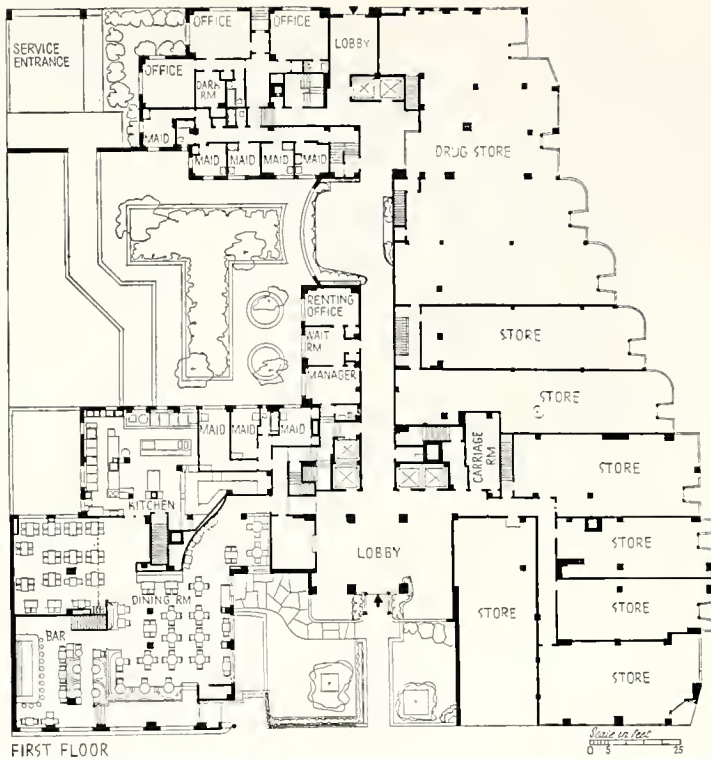 OFFICE
OFFICE
LOBBY
SERVICE
ENTRANCE
OFFICE
DARK
RM
MAID
MAID
MAID
MAID
MAID
DRUG STORE
RENTING
OFFICE
WAIT
RM
MANAGER
STORE
STORE
MAID
MAID
MAID
CARRIAGE
RM
STORE
KITCHEN
LOBBY
STORE
DINING RM
STORE
STORE
BAR
STORE
FIRST FLOOR
Scale in feet
0 5 25